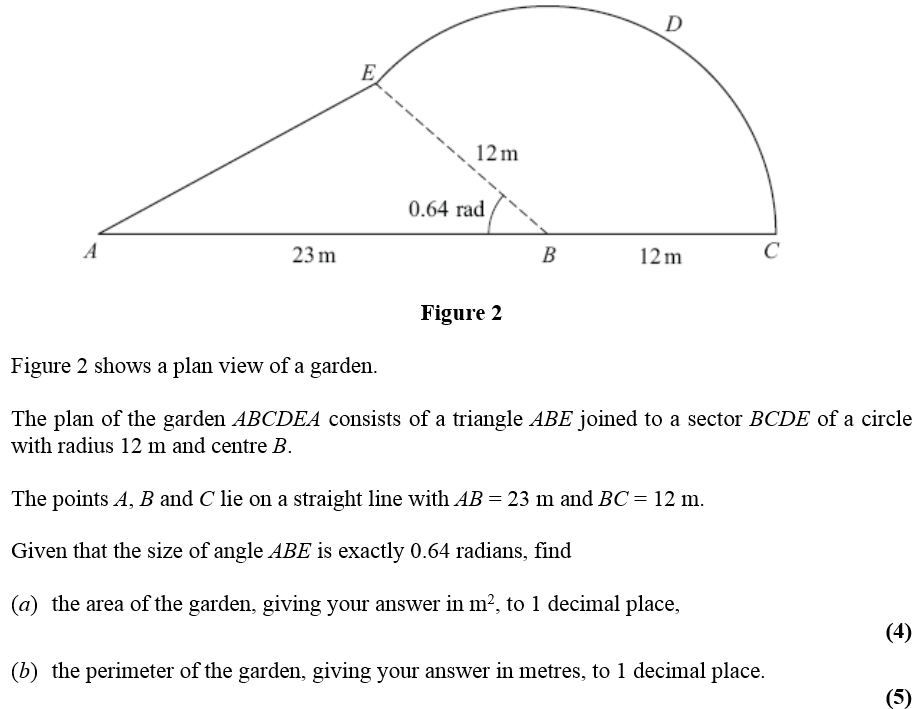 D
E
12 m
0.64 rad
A
23 m
B
12 m
C
Figure 2
Figure 2 shows a plan view of a garden.
The plan of the garden ABCDEA consists of a triangle ABE joined to a sector BCDE of a circle
with radius 12 m and centre B.
The points A, B and C lie on a straight line with AB = 23 m and BC = 12 m.
Given that the size of angle ABE is exactly 0.64 radians, find
(a) the area of the garden, giving your answer in m², to 1 decimal place,
(4)
(b) the perimeter of the garden, giving your answer in metres, to 1 decimal place.
(5)